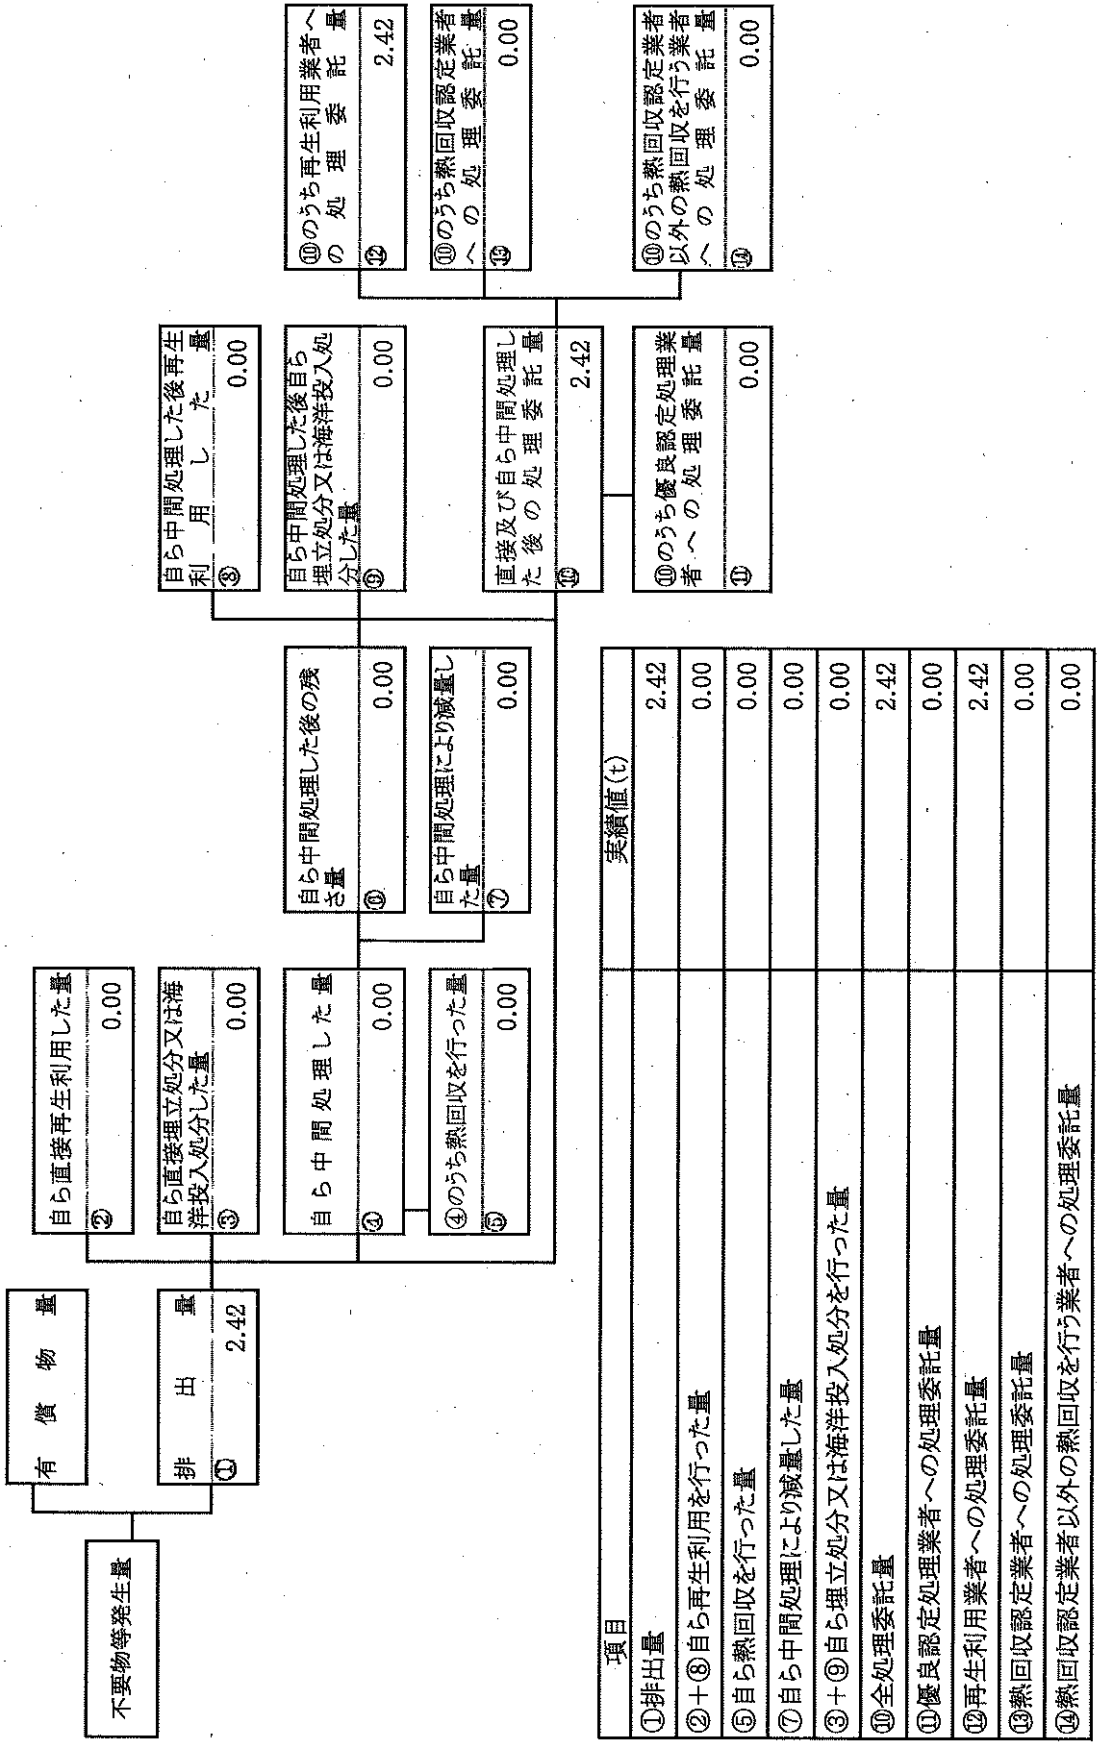 不要物等発生量
有償物量
排出量
① 2.42
自ら直接再生利用した量
② 0.00
自ら直接埋立処分又は海
洋投入処分した量
③ 0.00
自ら中間処理した量
④ 0.00
④のうち熱回収を行った量
⑤ 0.00
自ら中間処理した後の残
さ量
⑥ 0.00
自ら中間処理により減量し
た量
⑦ 0.00
自ら中間処理した後再生
利用した量
⑧ 0.00
自ら中間処理した後自ら
埋立処分又は海洋投入処
分した量
⑨ 0.00
直接及び自ら中間処理し
た後の処理委託量
⑩ 2.42
⑩のうち優良認定処理業
者への処理委託量
⑪ 0.00
⑩のうち再生利用業者へ
の処理委託量
⑫ 2.42
⑩のうち熱回収認定業者
への処理委託量
⑬ 0.00
⑩のうち熱回収認定業者
以外の熱回収を行う業者
への処理委託量
⑭ 0.00
項目 実績値(t)
①排出量 2.42
②+⑧自ら再生利用を行った量 0.00
⑤自ら熱回収を行った量 0.00
⑦自ら中間処理により減量した量 0.00
③+⑨自ら埋立処分又は海洋投入処分を行った量 0.00
⑩全処理委託量 2.42
⑪優良認定処理業者への処理委託量 0.00
⑫再生利用業者への処理委託量 2.42
⑬熱回収認定業者への処理委託量 0.00
⑭熱回収認定業者以外の熱回収を行う業者への処理委託量 0.00